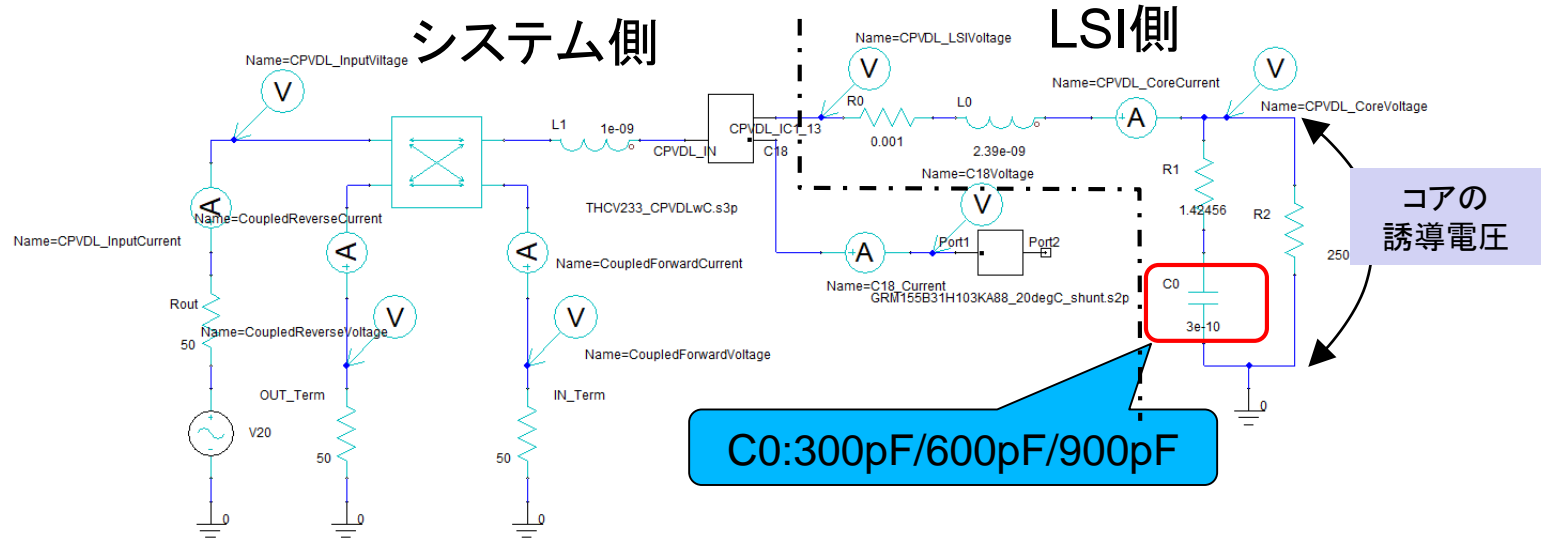 システム側
LSI側
Name=CPVDL_InputViltage
V
Name=CPVDL_LSIVoltage
V
Name=CPVDL_CoreCurrent
A
V
Name=CPVDL_CoreVoltage
L1
1e-09
CPVDL_IN
CPVDL_IC1_13
C18
R0
0.001
L0
2.39e-09
THCV233_CPVDLwC.s3p
Name=C18Voltage
V
Port1
Port2
A
Name=C18_Current
GRM155B31H103KA88_20degC_shunt.s2p
R1
1.42456
R2
250
コアの
誘導電圧
C0
3e-10
0
A
Name=CoupledReverseCurrent
Name=CPVDL_InputCurrent
A
A
Name=CoupledForwardCurrent
Rout
50
Name=CoupledReverseVoltage
V
V
Name=CoupledForwardVoltage
OUT_Term
50
IN_Term
50
V20
0
0
0
C0:300pF/600pF/900pF